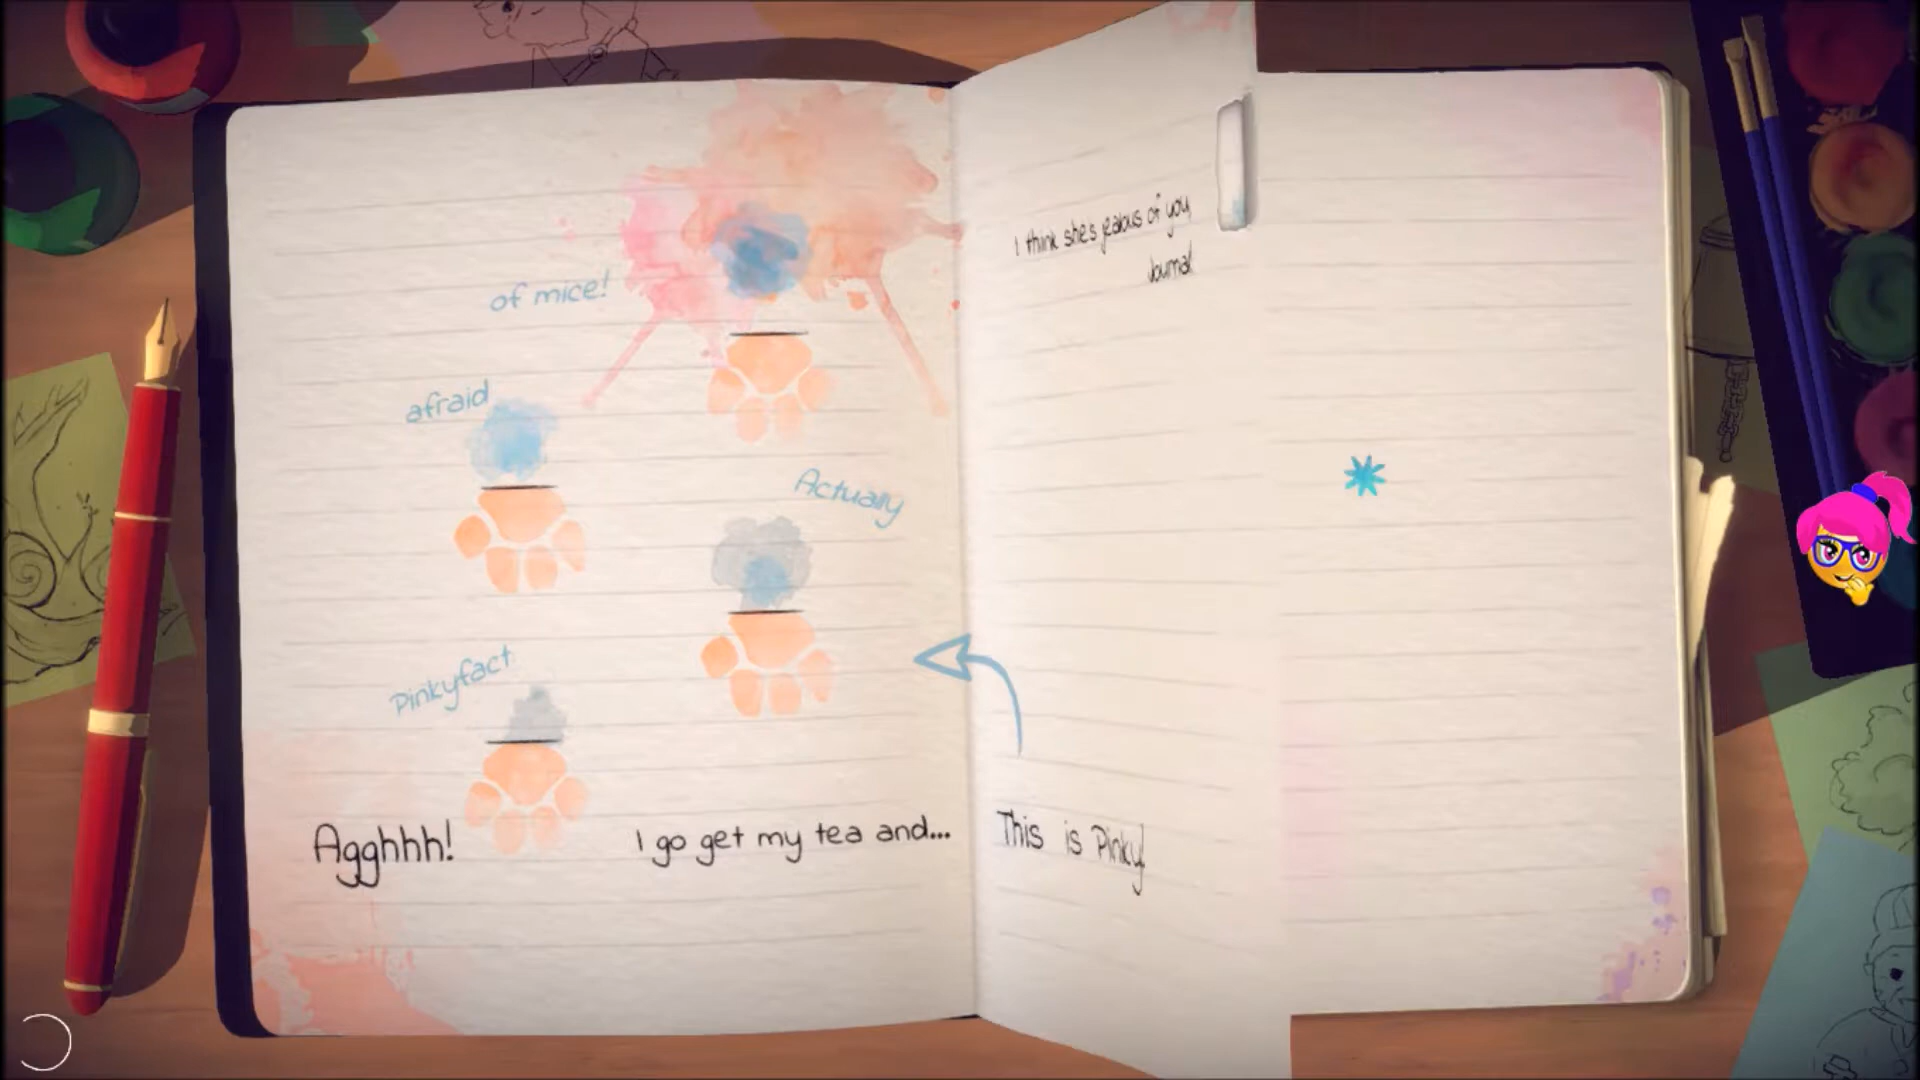 of mice!
afraid
Actually
Pinkyfact
Agghhh!
I go get my tea and...
I think she's jealous of you,
Journal
This is Pinky!